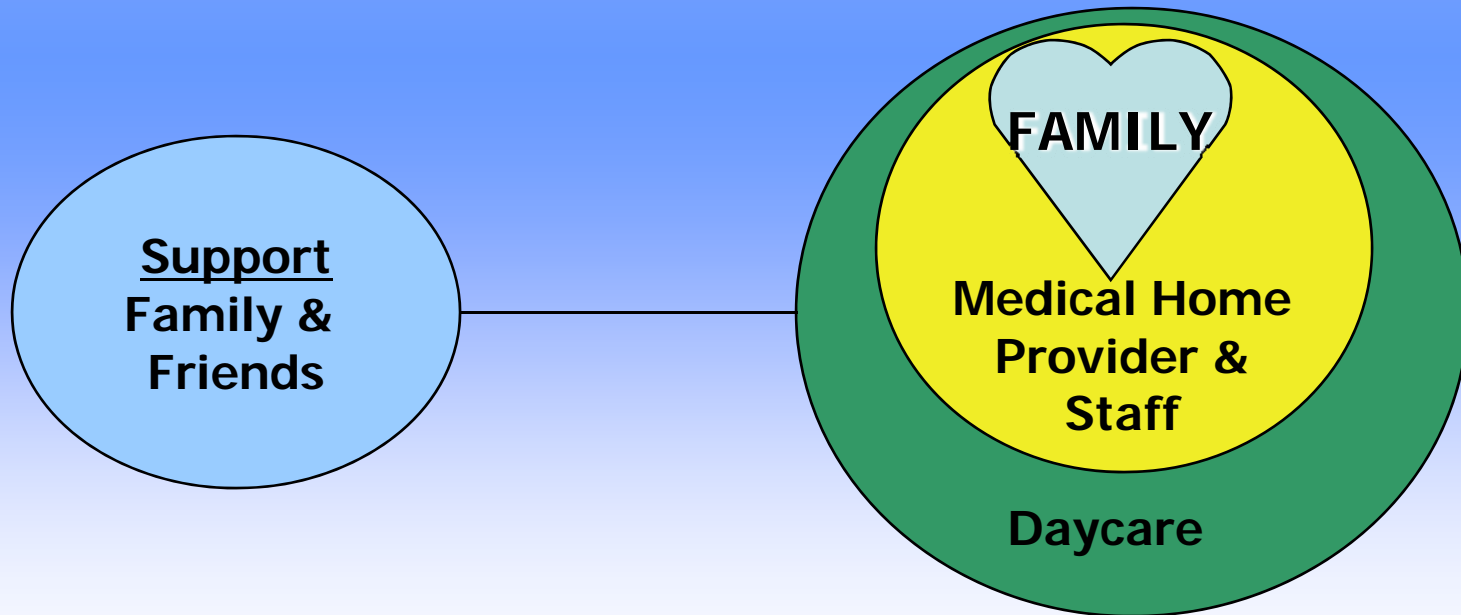 Support
Family &
Friends
FAMILY
Medical Home
Provider &
Staff
Daycare